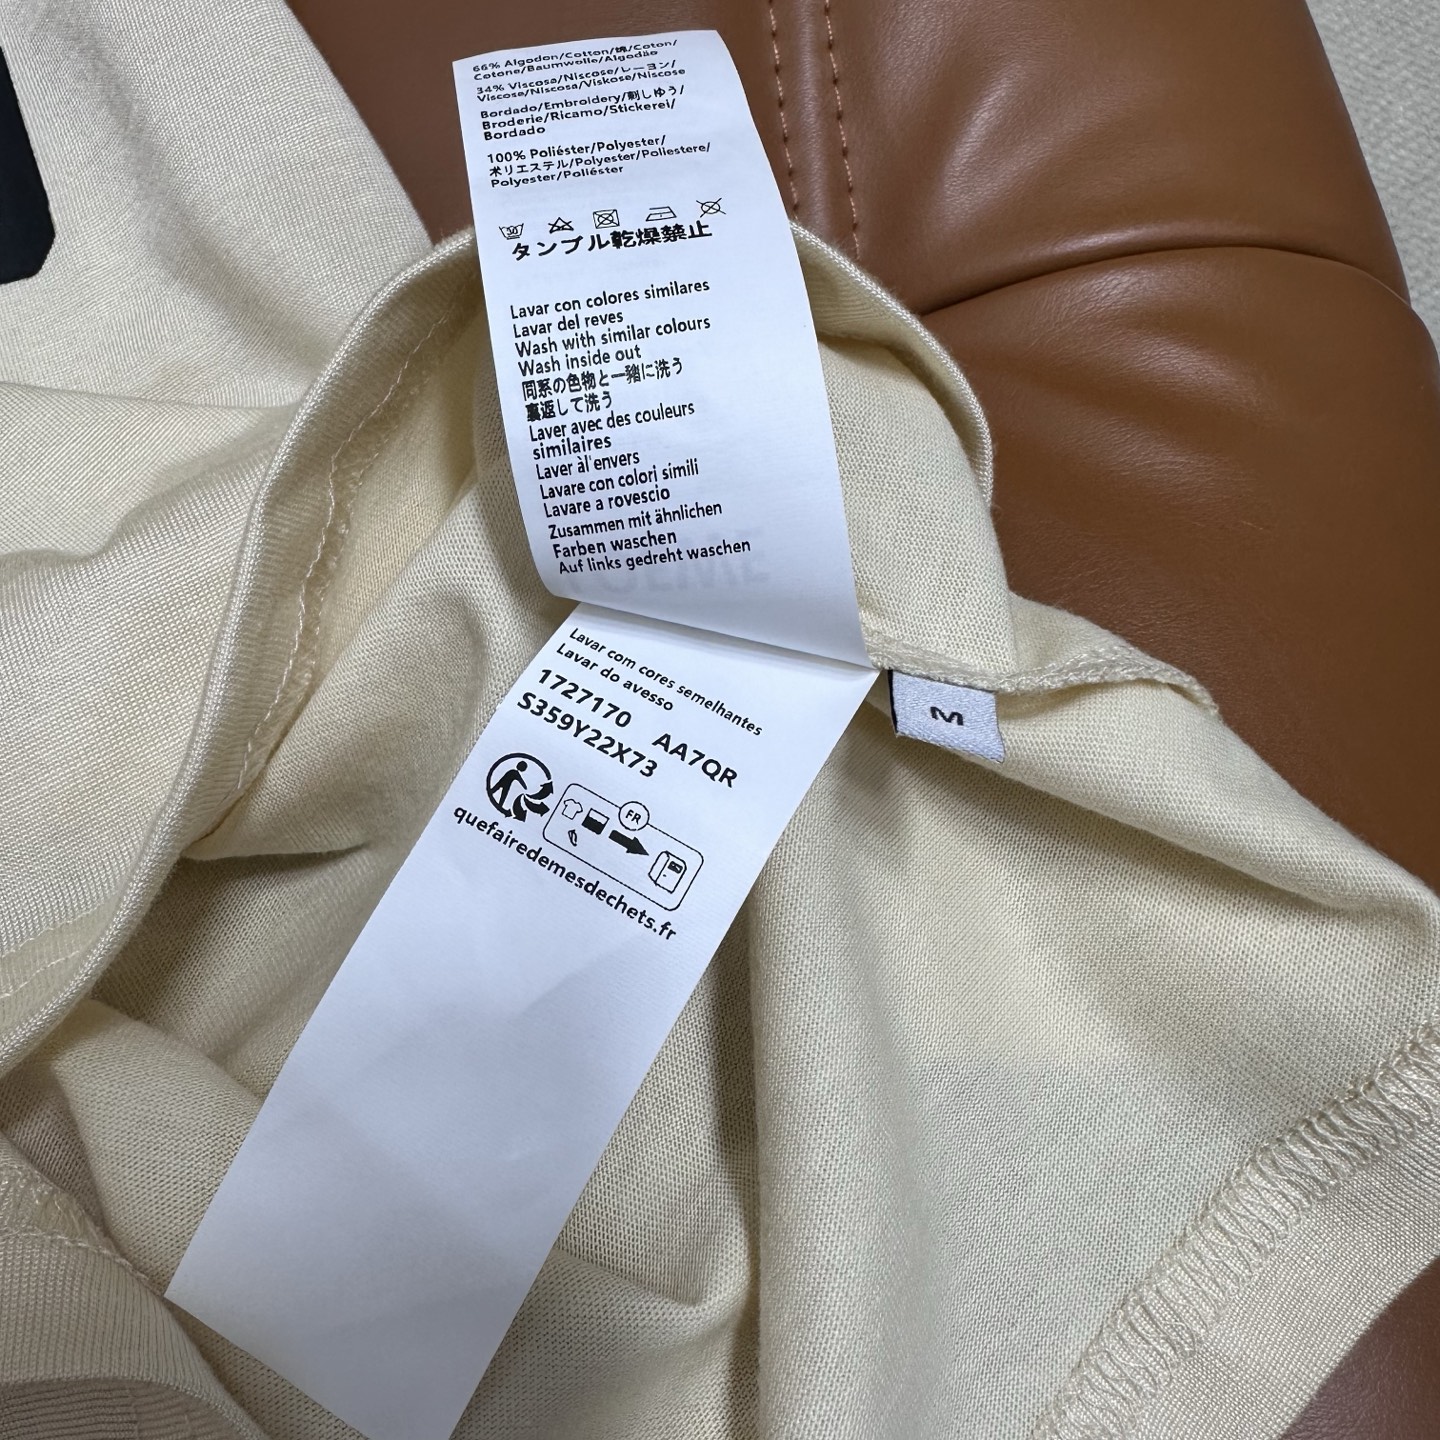 66% Algodon/Cotton/綿/Coton/
Cotone/Baumwolle/Algodão
34% Viscosa/Niscose/レーヨン/
Viscose/Niscosa/Viskose/Niscose
Bordado/Embroidery/刺しゆう/
Broderie/Ricamo/Stickerei/
Bordado
100% Poliéster/Polyester/
ポリエステル/Polyester/Poliestere/
Polyester/Poliéster
30
タンブル乾燥禁止
Lavar con colores similares
Lavar del reves
Wash with similar colours
Wash inside out
同系の色物と一緒に洗う
裏返して洗う
Laver avec des couleurs
similaires
Laver àl'envers
Lavare con colori simili
Lavare a rovescio
Zusammen mit ähnlichen
Farben waschen
Auf links gedreht waschen
Lavar com cores semelhantes
Lavar do avesso
1727170 AA7QR
S359Y22X73
FR
quefairedemesdechets.fr
M